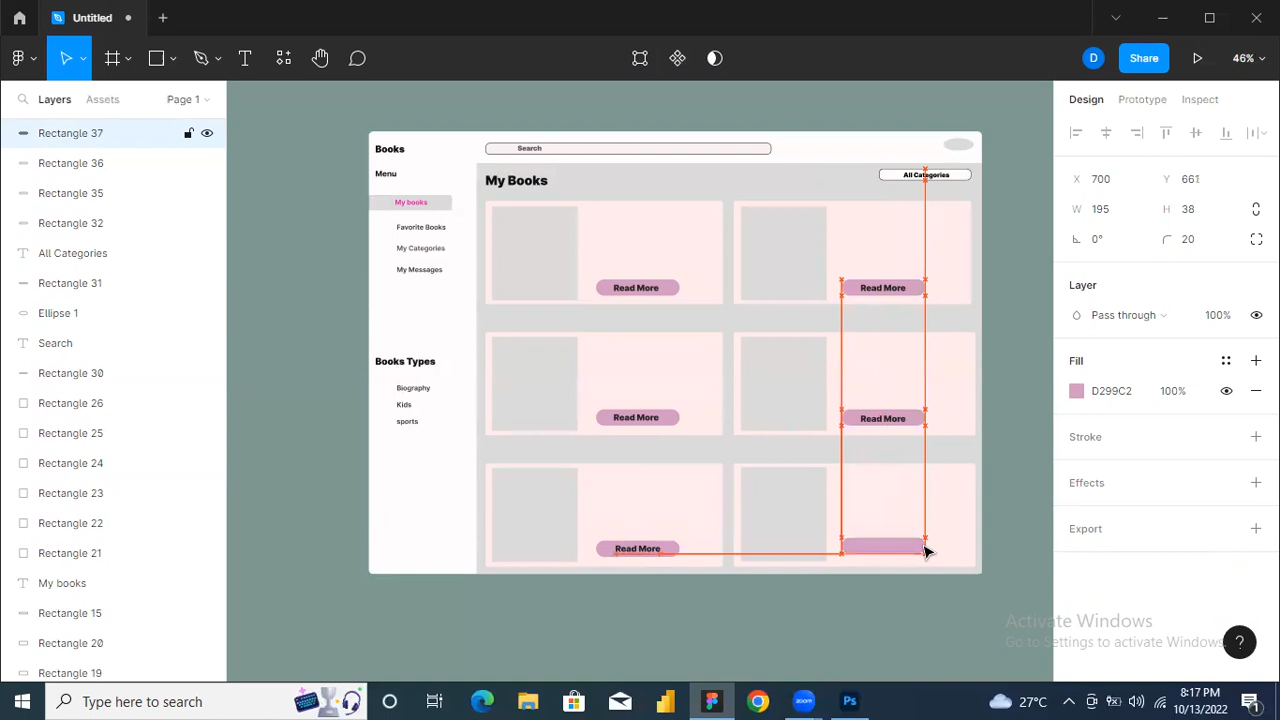 Untitled
Share
46%
Layers
Assets
Page 1
Rectangle 37
Rectangle 36
Rectangle 35
Rectangle 32
All Categories
Rectangle 31
Ellipse 1
Search
Rectangle 30
Rectangle 26
Rectangle 25
Rectangle 24
Rectangle 23
Rectangle 22
Rectangle 21
My books
Rectangle 15
Rectangle 20
Rectangle 19
Books
Search
Menu
My books
Favorite Books
My Categories
My Messages
Books Types
Biography
Kids
sports
My Books
All Categories
Read More
Read More
Read More
Read More
Read More
Design
Prototype
Inspect
X 700
Y 661
W 195
H 38
0°
20
Layer
Pass through
100%
Fill
D299C2
100%
Stroke
Effects
Export
Activate Windows
Go to Settings to activate Windows.
?
D
Type here to search
27°C
8:17 PM
10/13/2022
1
zoom
Ps